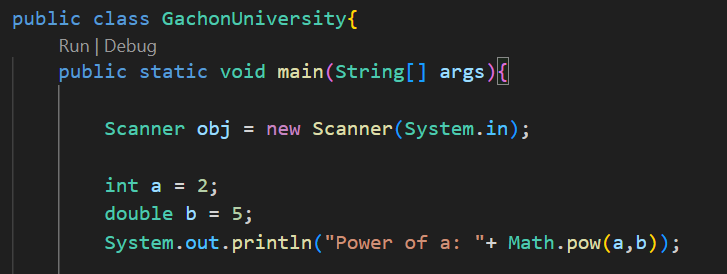 public class GachonUniversity{
Run | Debug
public static void main(String[] args){
Scanner obj = new Scanner(System.in);
int a = 2;
double b = 5;
System.out.println("Power of a: "+ Math.pow(a,b));